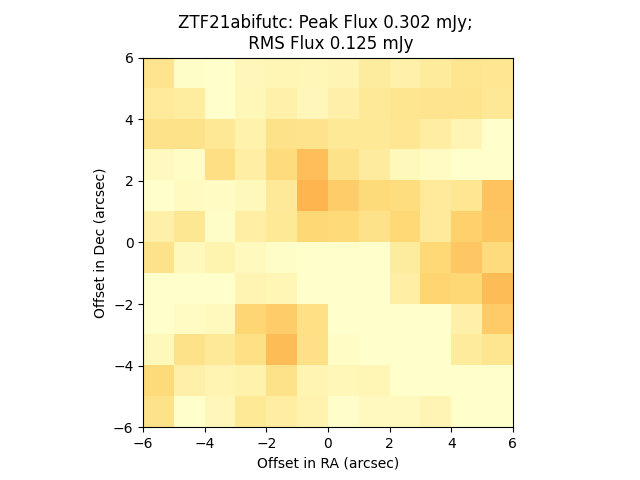 ZTF21abifutc: Peak Flux 0.302 mJy;
RMS Flux 0.125 mJy
6
4
2
0
−2
−4
−6
Offset in Dec (arcsec)
−6 −4 −2 0 2 4 6
Offset in RA (arcsec)